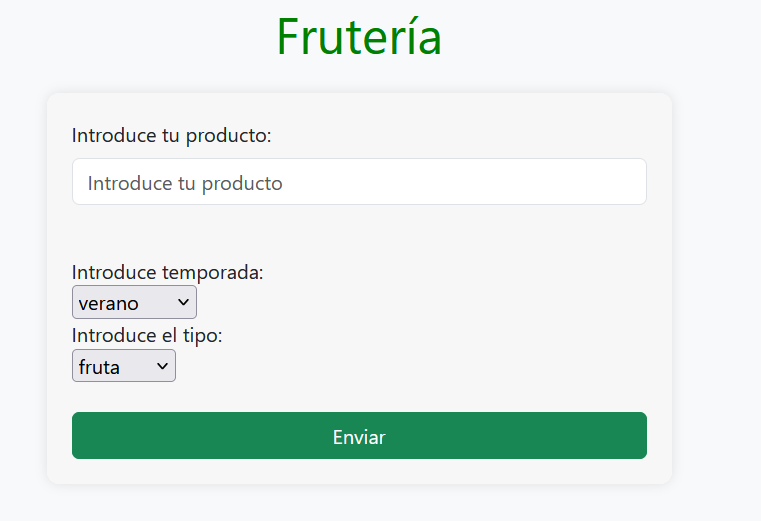 Frutería
Introduce tu producto:
Introduce tu producto
Introduce temporada:
verano
Introduce el tipo:
fruta
Enviar